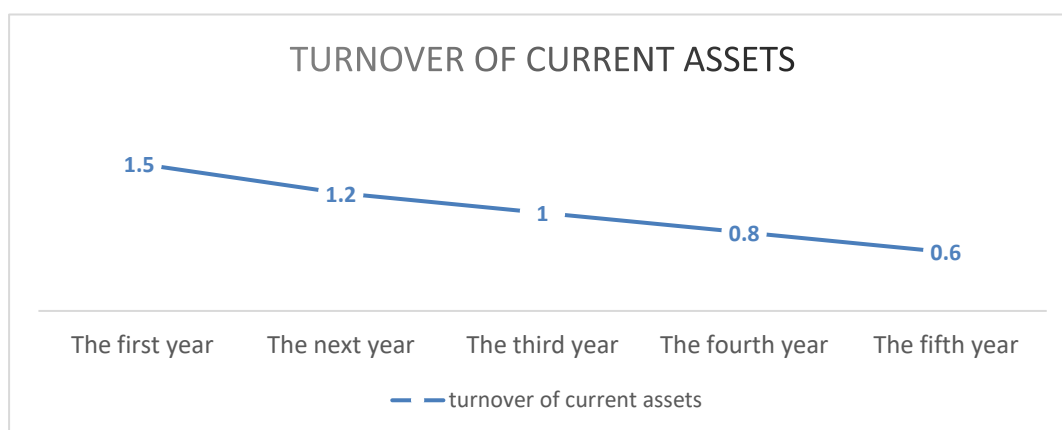 TURNOVER OF CURRENT ASSETS
1.5
1.2
1
0.8
0.6
The first year The next year The third year The fourth year The fifth year
turnover of current assets